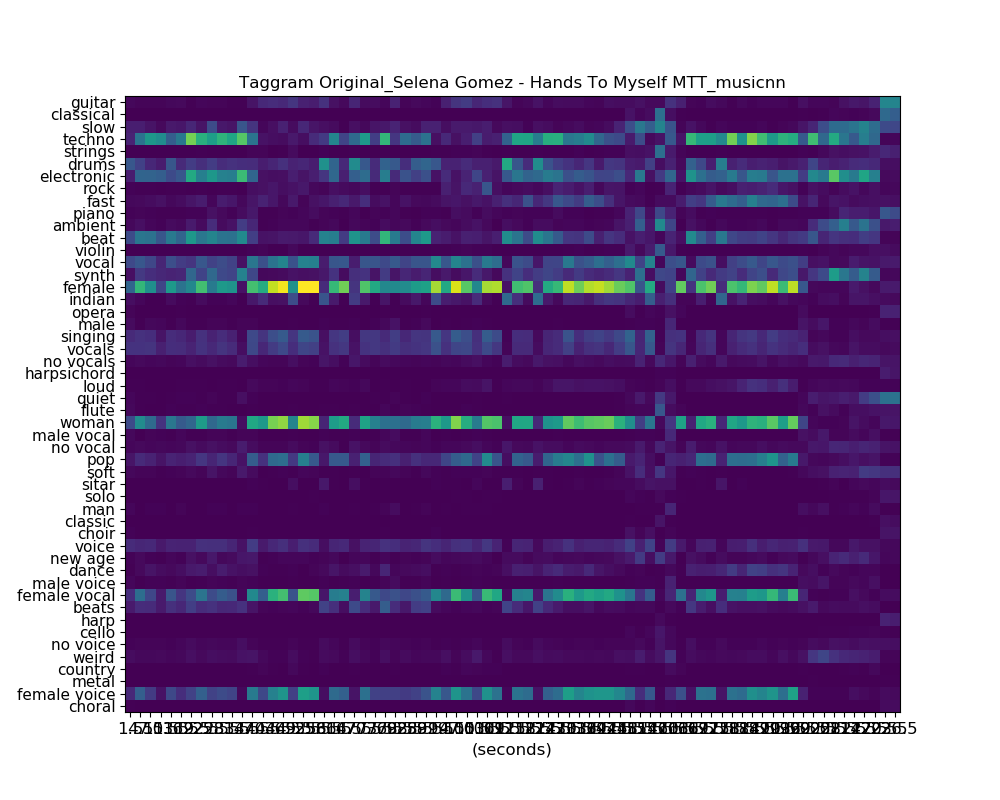 Taggram Original_Selena Gomez - Hands To Myself MTT_musicnn
guitar
classical
slow
techno
strings
drums
electronic
rock
fast
piano
ambient
beat
violin
vocal
synth
female
indian
opera
male
singing
vocals
no vocals
harpsichord
loud
quiet
flute
woman
male vocal
no vocal
pop
soft
sitar
solo
man
classic
choir
voice
new age
dance
male voice
female vocal
beats
harp
cello
no voice
weird
country
metal
female voice
choral
(seconds)